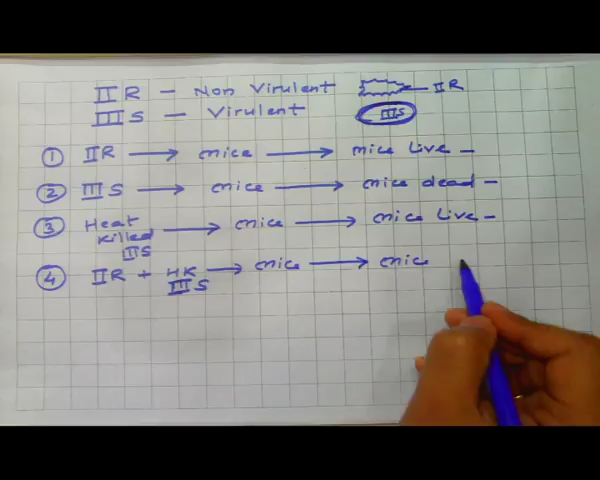 IIR - Non Virulent IIR
IIIS - Virulent IIIS
① IIR → mice → mice Live -
② IIIS → mice → mice dead -
③ Heat killed IIIS → mice → mice Live -
④ IIR + HK IIIS → mice → mice